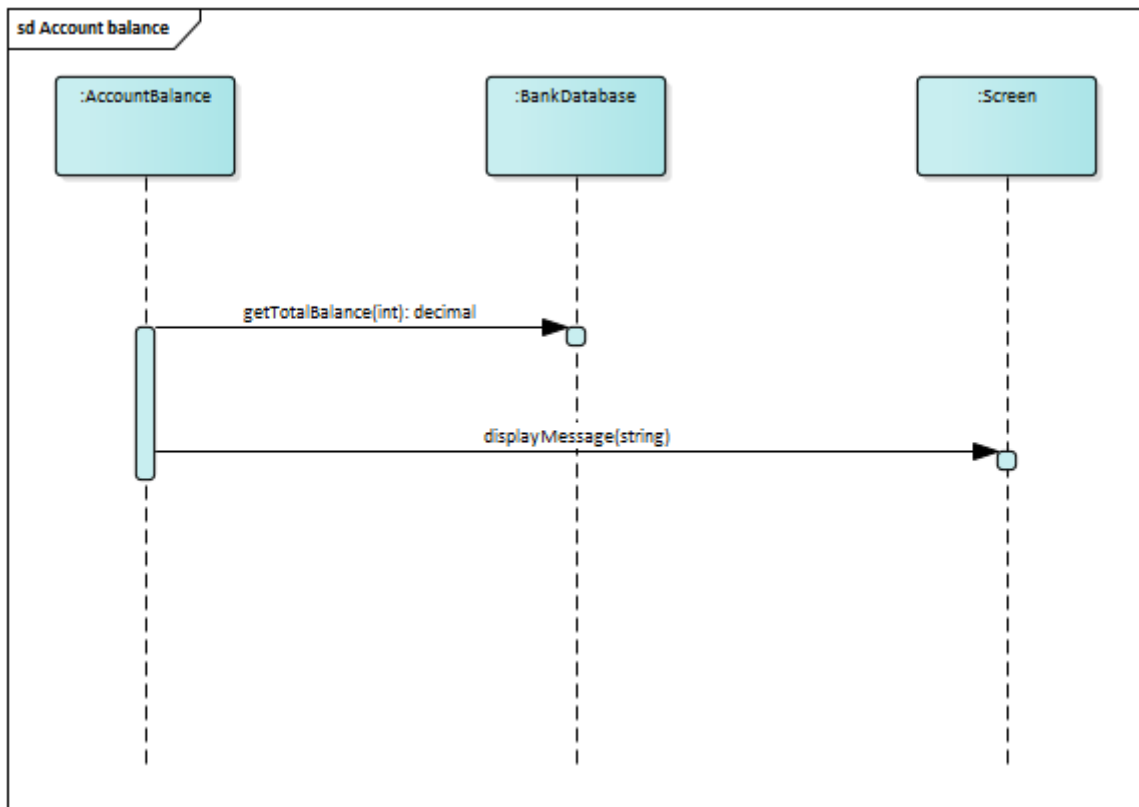 sd Account balance
:AccountBalance
:BankDatabase
:Screen
getTotalBalance(int): decimal
displayMessage(string)